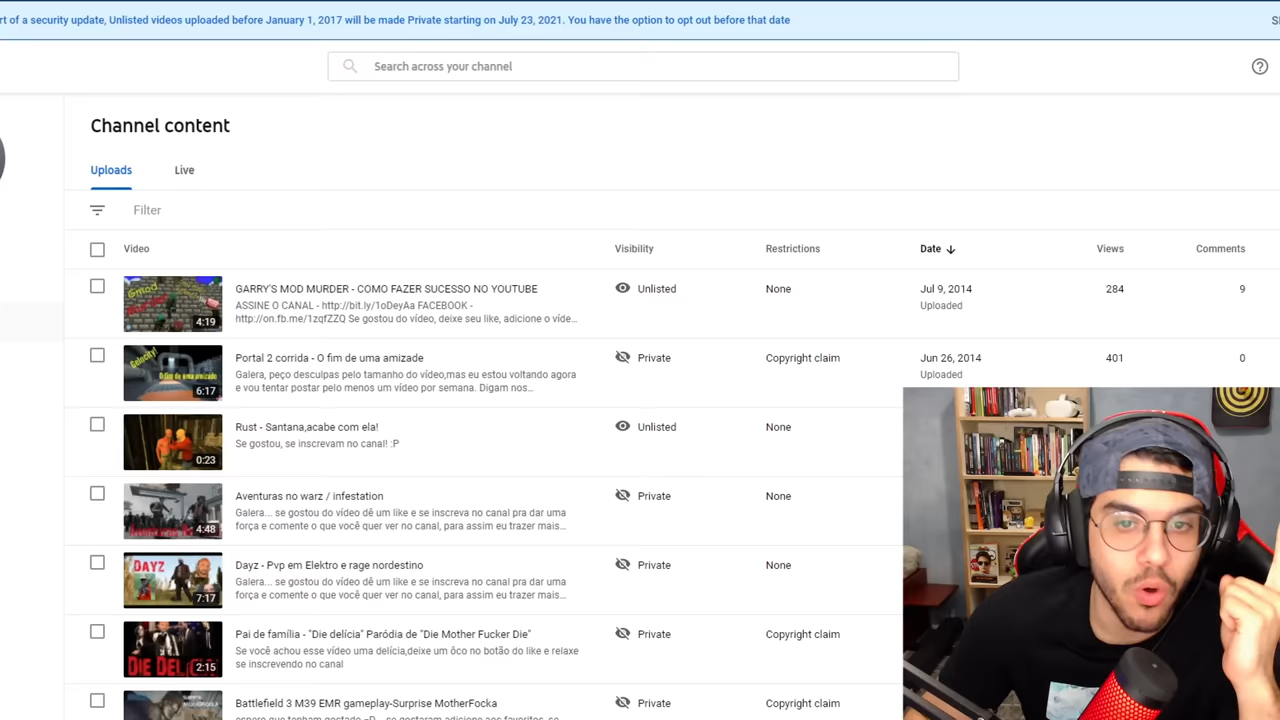 rt of a security update, Unlisted videos uploaded before January 1, 2017 will be made Private starting on July 23, 2021. You have the option to opt out before that date
Search across your channel
Channel content
Uploads Live
Filter
Video Visibility Restrictions Date Views Comments
GARRY'S MOD MURDER - COMO FAZER SUCESSO NO YOUTUBE Unlisted None Jul 9, 2014 284 9
ASSINE O CANAL - http://bit.ly/1oDeyAa FACEBOOK - Uploaded
http://on.fb.me/1zqfZZQ Se gostou do vídeo, deixe seu like, adicione o víde...
4:19
Portal 2 corrida - O fim de uma amizade Private Copyright claim Jun 26, 2014 401 0
Galera, peço desculpas pelo tamanho do vídeo,mas eu estou voltando agora Uploaded
e vou tentar postar pelo menos um vídeo por semana. Digam nos...
6:17
Rust - Santana,acabe com ela! Unlisted None
Se gostou, se inscrevam no canal! :P
0:23
Aventuras no warz / infestation Private None
Galera... se gostou do vídeo dê um like e se inscreva no canal pra dar uma
força e comente o que você quer ver no canal, para assim eu trazer mais...
4:48
DAYZ
Dayz - Pvp em Elektro e rage nordestino Private None
Galera... se gostou do vídeo dê um like e se inscreva no canal pra dar uma
força e comente o que você quer ver no canal, para assim eu trazer mais...
7:17
Pai de família - "Die delícia" Paródia de "Die Mother Fucker Die" Private Copyright claim
Se você achou esse vídeo uma delícia,deixe um ôco no botão do like e relaxe
se inscrevendo no canal
2:15
Battlefield 3 M39 EMR gameplay-Surprise MotherFocka Private Copyright claim